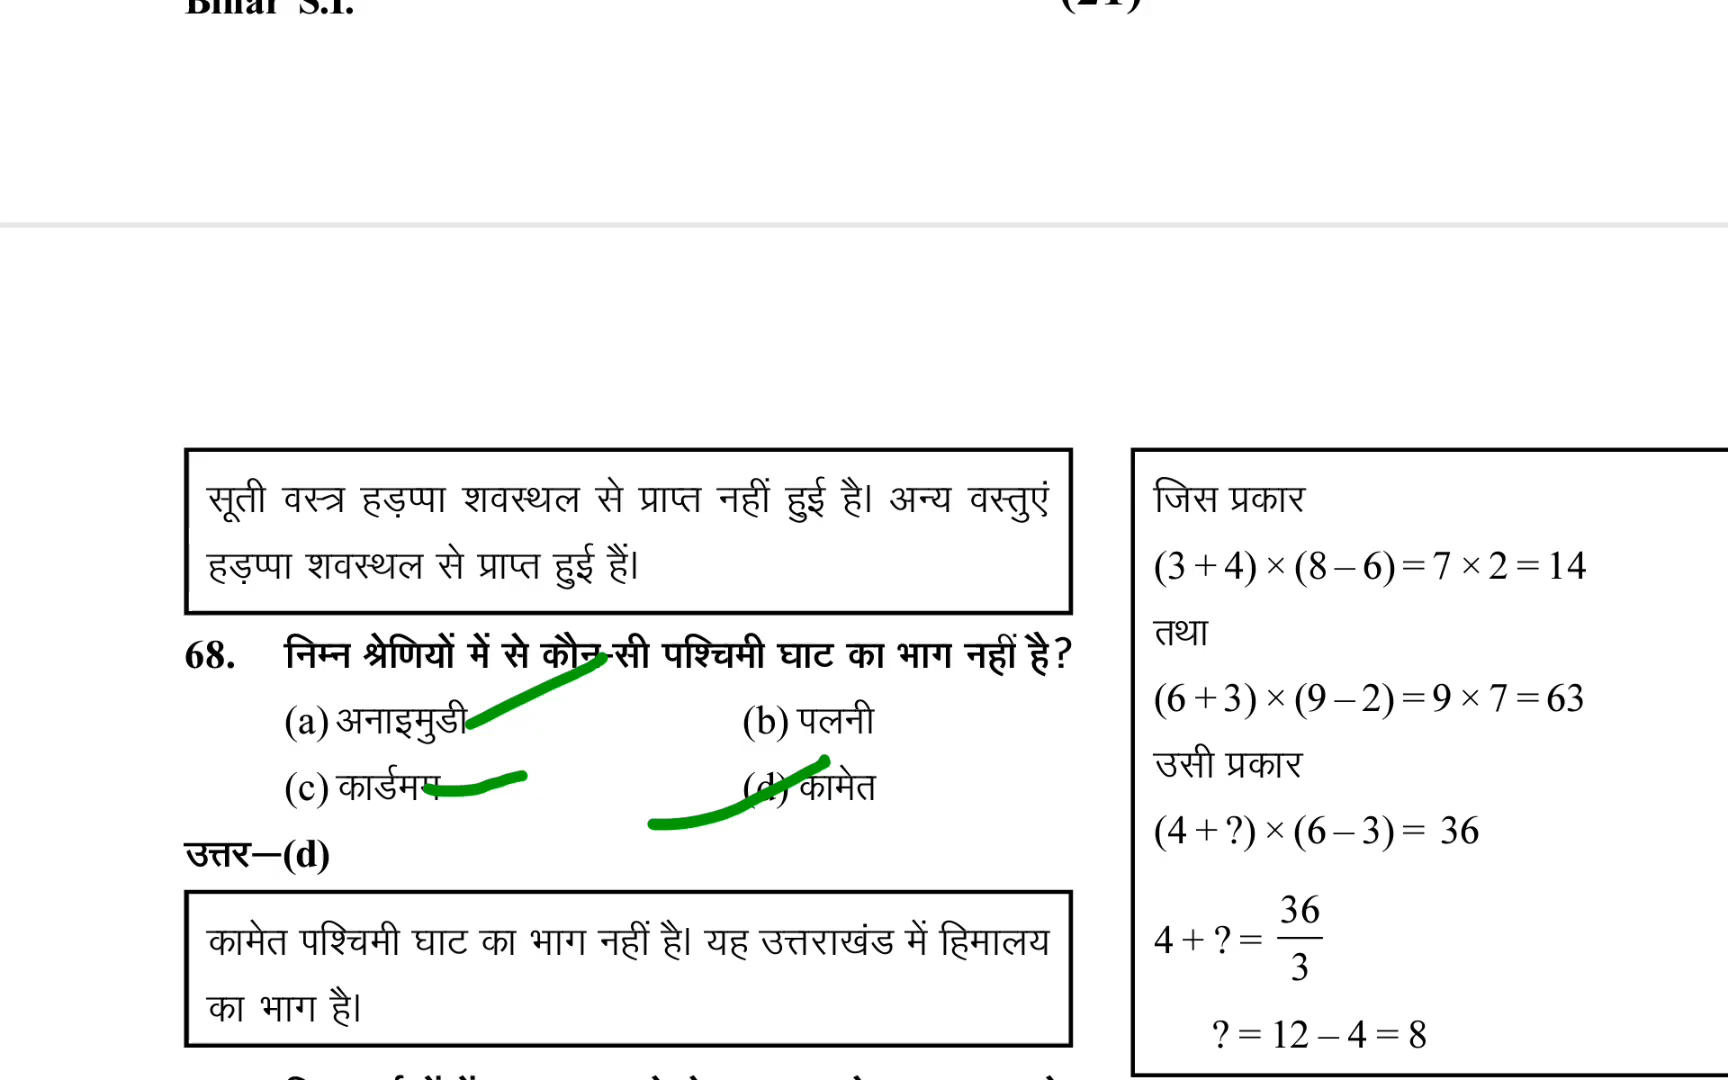 Bihar S.I.
(21)
सूती वस्त्र हड़प्पा शवस्थल से प्राप्त नहीं हुई है। अन्य वस्तुएं
हड़प्पा शवस्थल से प्राप्त हुई हैं।
68. निम्न श्रेणियों में से कौन-सी पश्चिमी घाट का भाग नहीं है?
(a) अनाइमुडी (b) पलनी
(c) कार्डमम (d) कामेत
उत्तर—(d)
कामेत पश्चिमी घाट का भाग नहीं है। यह उत्तराखंड में हिमालय
का भाग है।
जिस प्रकार
(3 + 4) × (8 – 6) = 7 × 2 = 14
तथा
(6 + 3) × (9 – 2) = 9 × 7 = 63
उसी प्रकार
(4 + ?) × (6 – 3) = 36
4 + ? = 36/3
? = 12 – 4 = 8